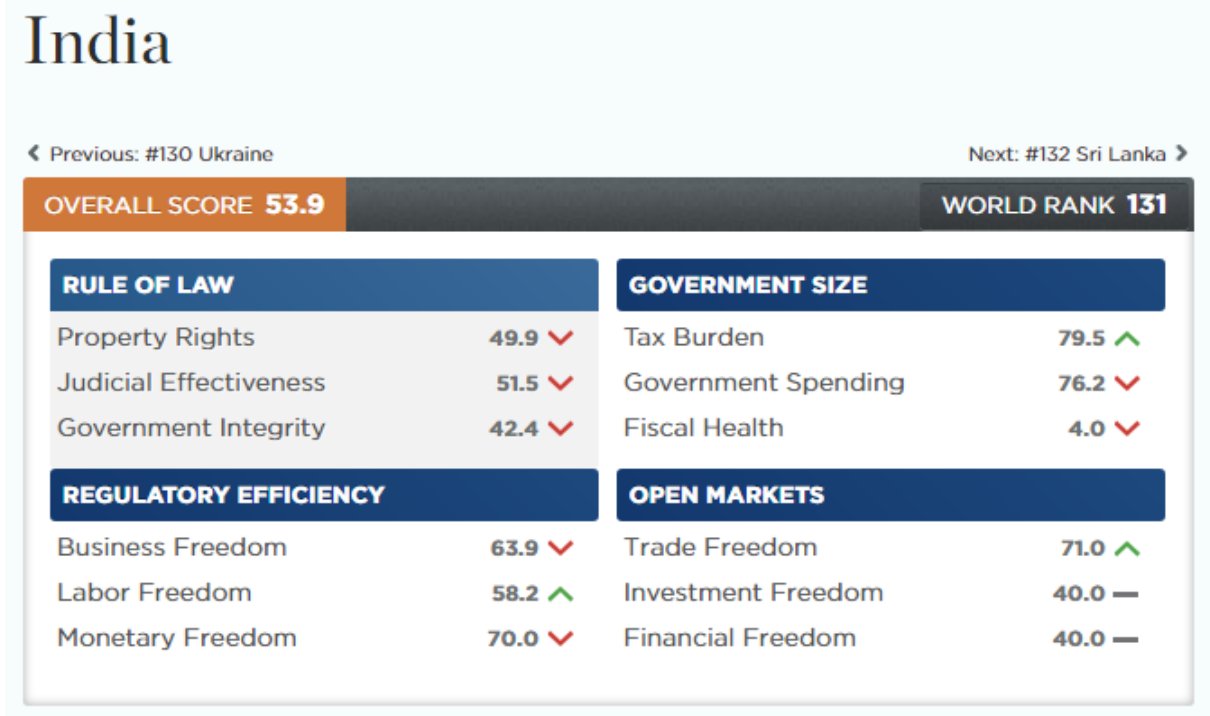 India
Previous: #130 Ukraine
Next: #132 Sri Lanka
OVERALL SCORE 53.9
WORLD RANK 131
RULE OF LAW
Property Rights 49.9
Judicial Effectiveness 51.5
Government Integrity 42.4
GOVERNMENT SIZE
Tax Burden 79.5
Government Spending 76.2
Fiscal Health 4.0
REGULATORY EFFICIENCY
Business Freedom 63.9
Labor Freedom 58.2
Monetary Freedom 70.0
OPEN MARKETS
Trade Freedom 71.0
Investment Freedom 40.0
Financial Freedom 40.0